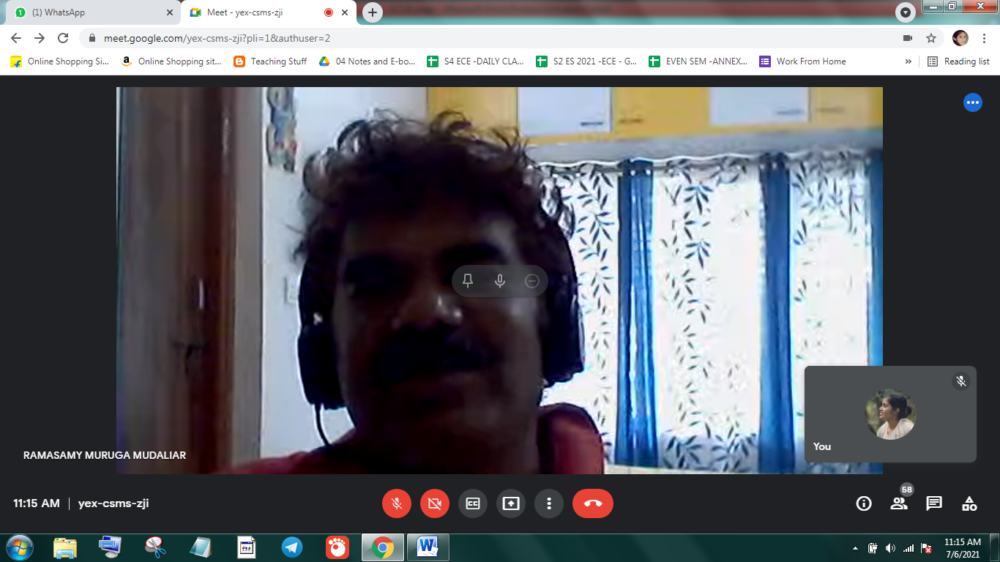 (1) WhatsApp
Meet - yex-csms-zji
meet.google.com/yex-csms-zji?pli=1&authuser=2
Online Shopping Si...
Online Shopping sit...
Teaching Stuff
04 Notes and E-bo...
S4 ECE -DAILY CLA...
S2 ES 2021 -ECE - G...
EVEN SEM -ANNEX...
Work From Home
»
Reading list
You
RAMASAMY MURUGA MUDALIAR
58
11:15 AM | yex-csms-zji
CC
11:15 AM
7/6/2021